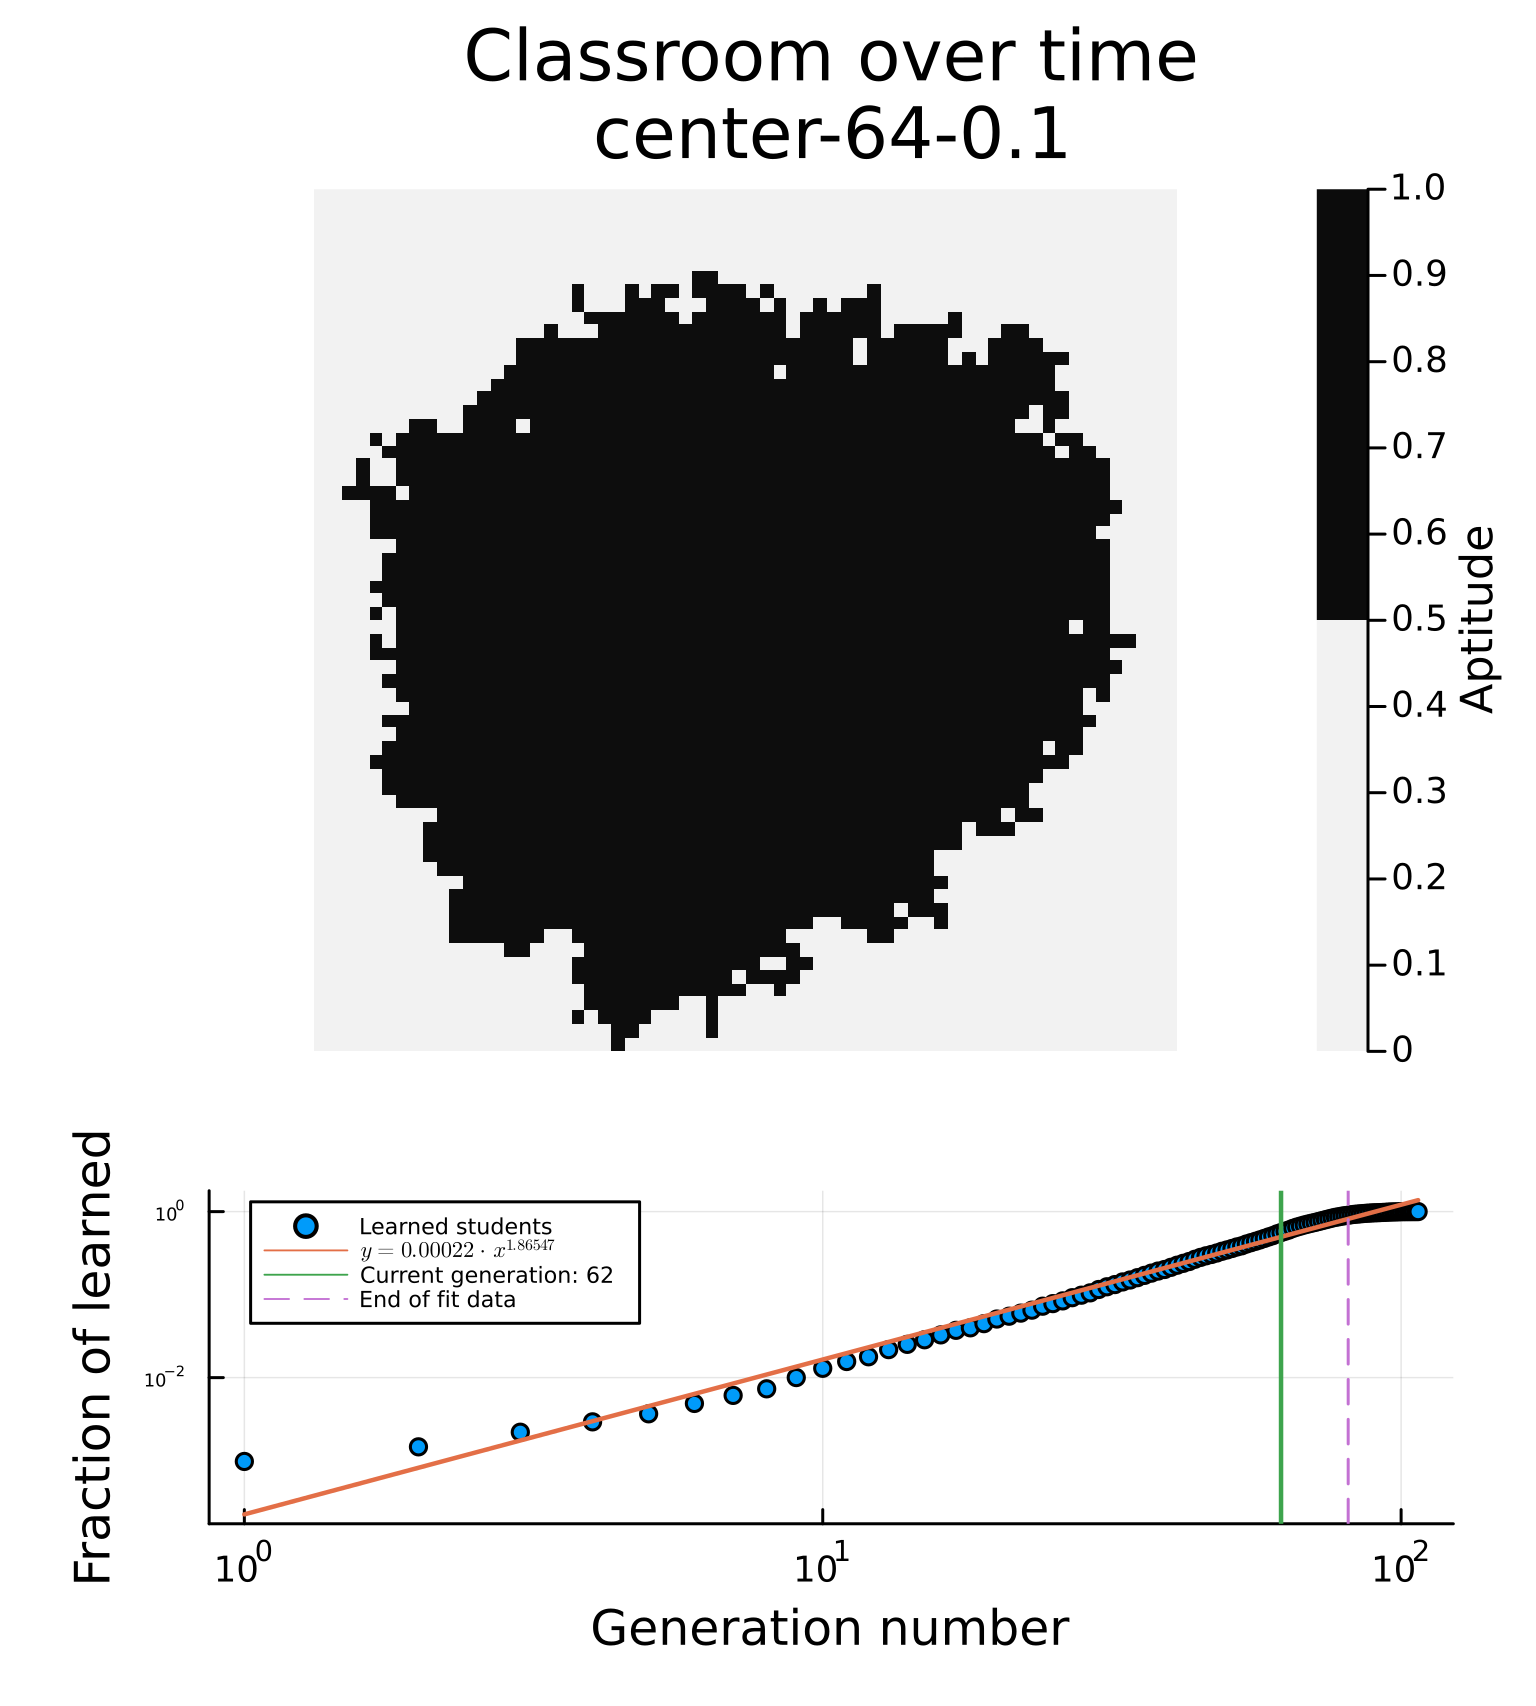 Classroom over time
center-64-0.1
1.0
0.9
0.8
0.7
0.6
0.5
0.4
0.3
0.2
0.1
0
Aptitude
Fraction of learned
10⁰
10⁻²
Learned students
y = 0.00022 · x^1.86547
Current generation: 62
End of fit data
10⁰
10¹
10²
Generation number